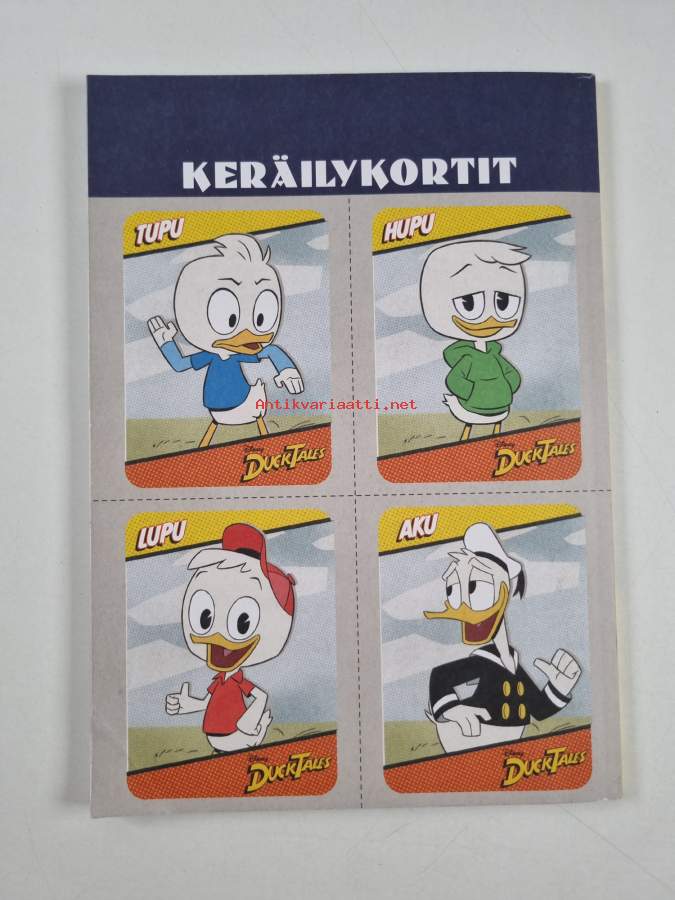 KERÄILYKORTIT
TUPU
HUPU
Antikvariaatti.net
Disney
DUCKTALES
Disney
DUCKTALES
LUPU
AKU
Disney
DUCKTALES
Disney
DUCKTALES